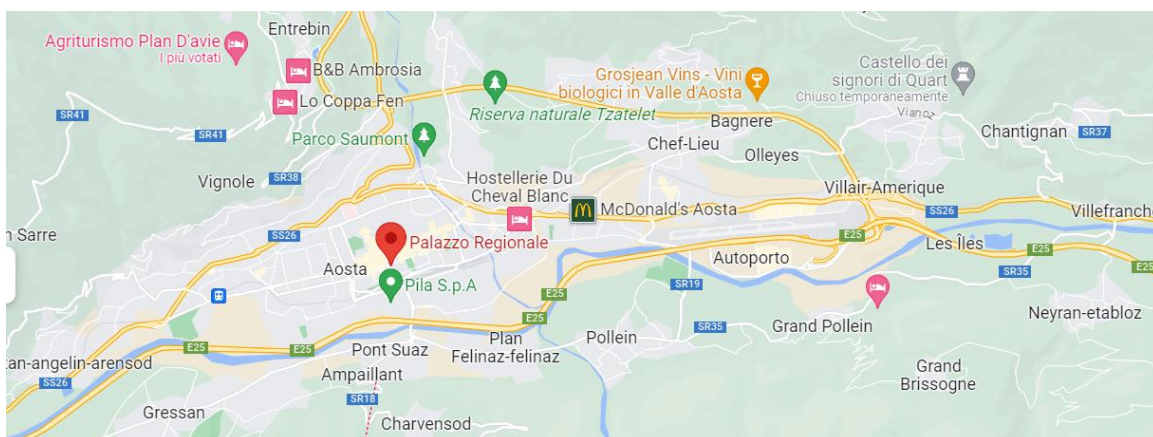 Entrebin
Agriturismo Plan D'avie
I più votati
B&B Ambrosia
Lo Coppa Fen
SR41
SR41
Parco Saumont
Riserva naturale Tzatelet
Grosjean Vins - Vini
biologici in Valle d'Aosta
Bagnere
Castello dei
signori di Quart
Chiuso temporaneamente
Chantignan
SR37
Chef-Lieu
Olleyes
Vignole
SR38
Hostellerie Du
Cheval Blanc
McDonald's Aosta
Villair-Amerique
SS26
Villefranche
Sarre
SS26
Palazzo Regionale
Aosta
Pila S.p.A
E25
Les Îles
E25
E25
Autoporto
SR19
SR35
E25
E25
Grand Pollein
Neyran-etabloz
E25
E25
Plan
Felinaz-felinaz
Pollein
SR35
Pont Suaz
tan-angelin-arensod
SS26
Ampaillant
SR18
Grand
Brissogne
Gressan
Charvensod